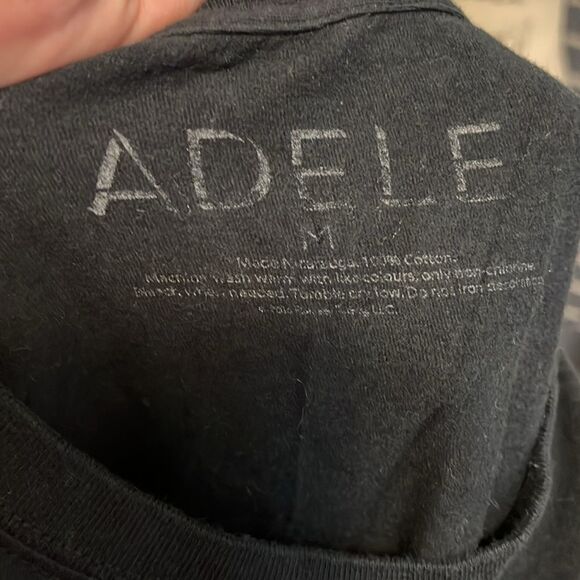 ADELE
M
Made Nicaragua. 100% Cotton.
Machine wash warm with like colours, only non-chlorine
bleach when needed. Tumble dry low. Do not iron decoration
© 2016 LLC.